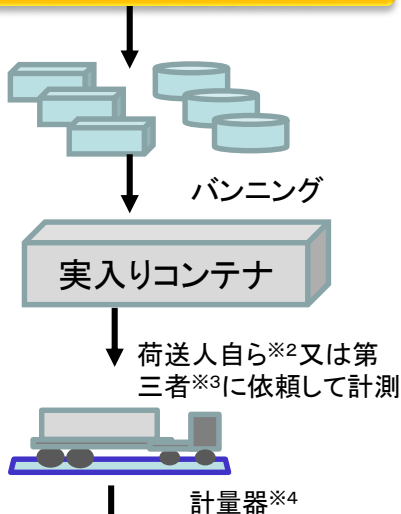 バンニング
実入りコンテナ
荷送人自ら※2又は第
三者※3に依頼して計測
計量器※4